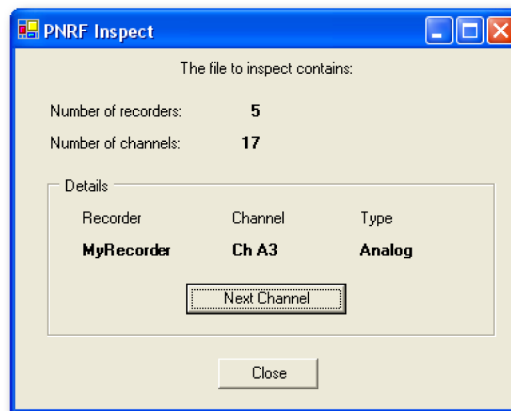 PNRF Inspect
The file to inspect contains:
Number of recorders: 5
Number of channels: 17
Details
Recorder Channel Type
MyRecorder Ch A3 Analog
Next Channel
Close